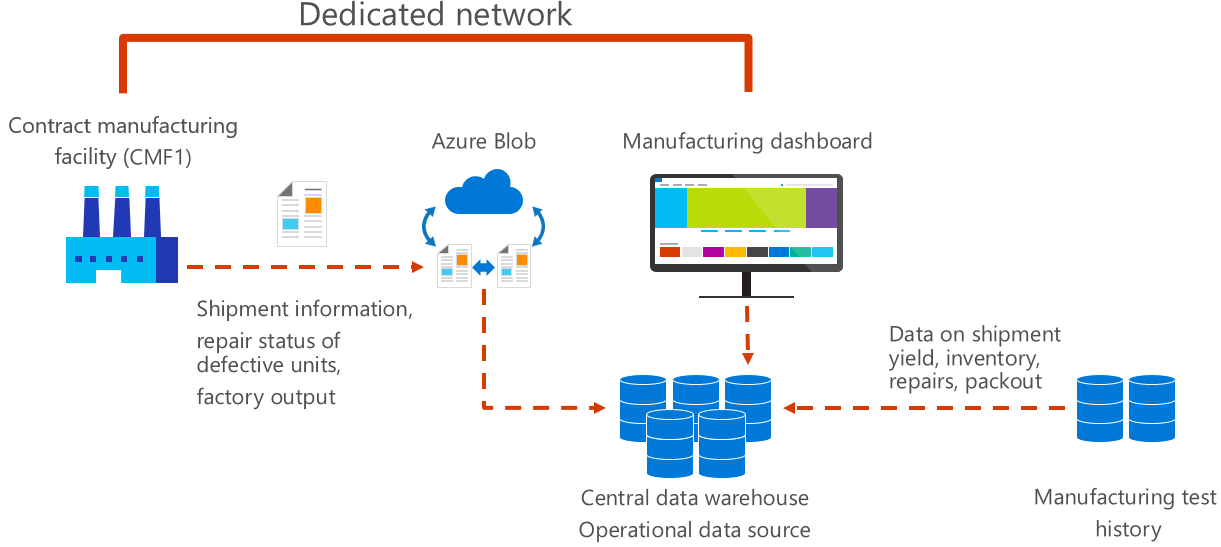 Dedicated network
Contract manufacturing
facility (CMF1)
Azure Blob
Manufacturing dashboard
Shipment information,
repair status of
defective units,
factory output
Data on shipment
yield, inventory,
repairs, packout
Central data warehouse
Operational data source
Manufacturing test
history